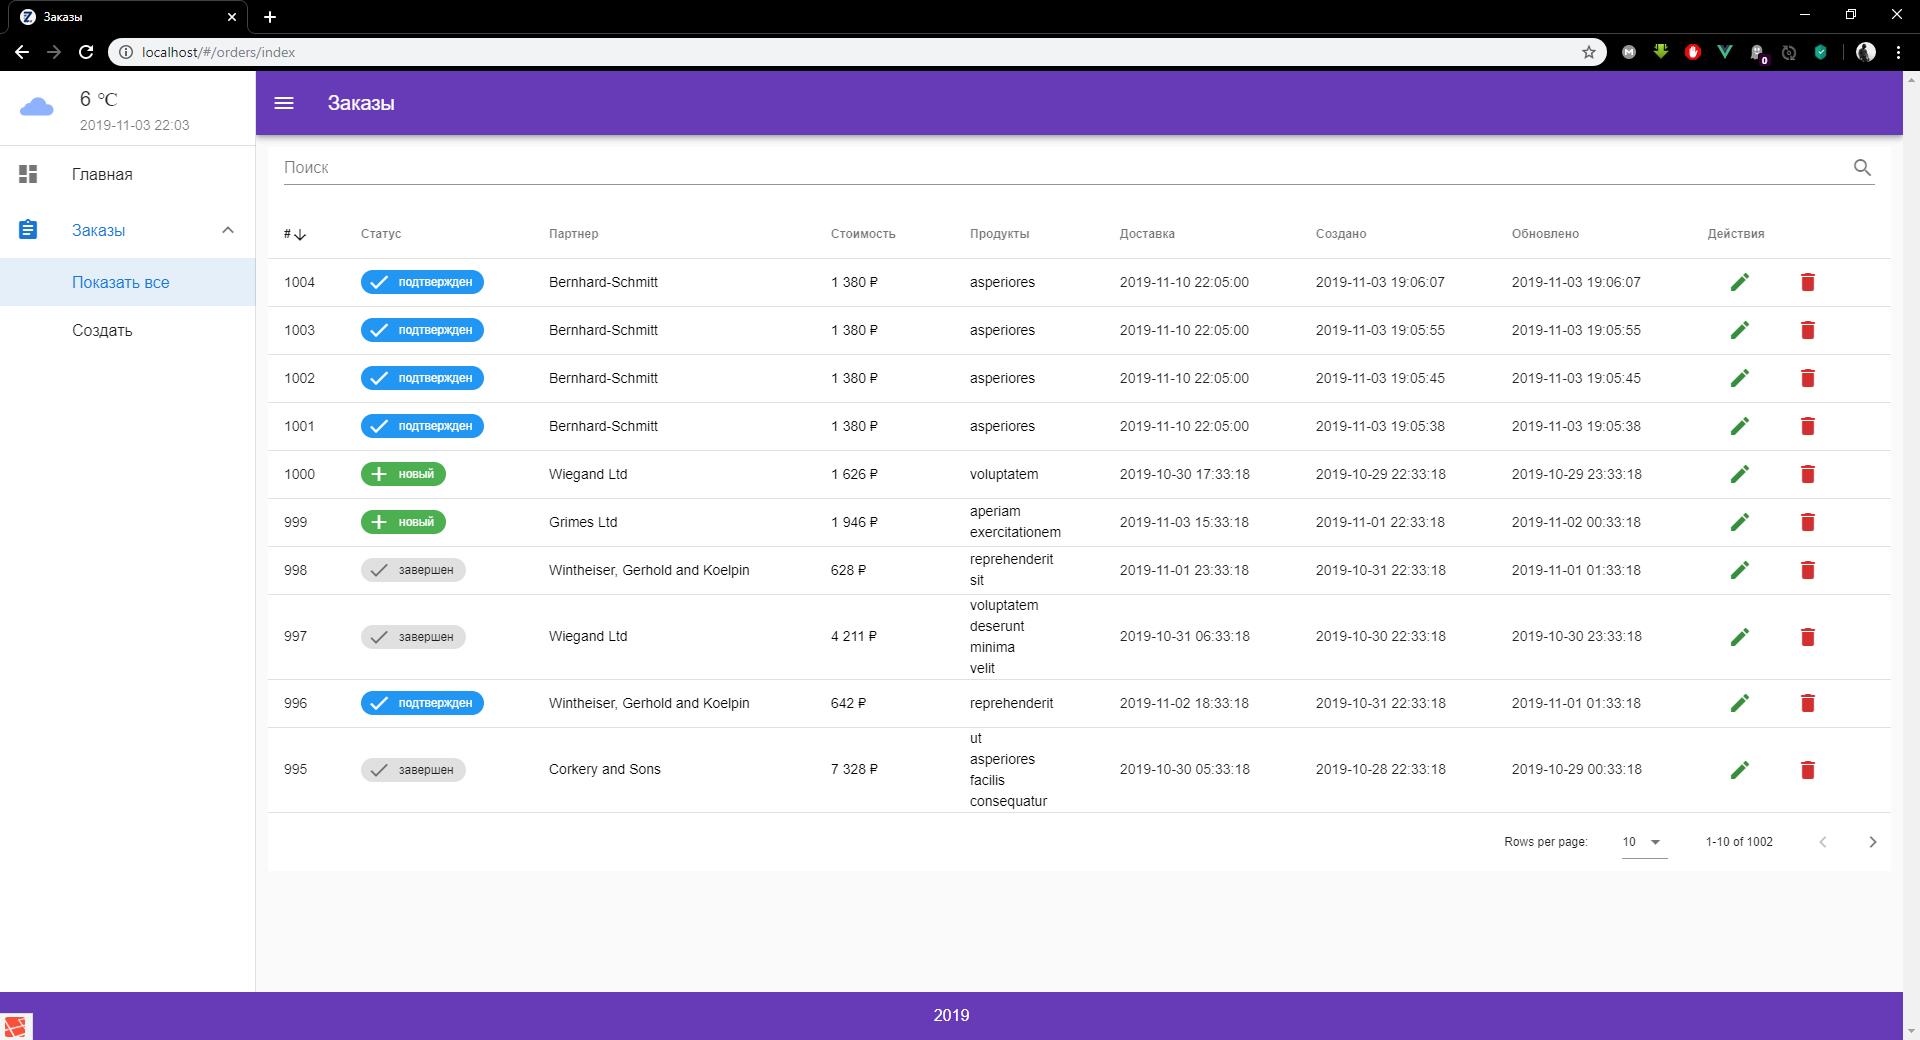 Заказы
localhost/#/orders/index
0
6 °C
2019-11-03 22:03
Заказы
Главная
Заказы
Показать все
Создать
Поиск
# Статус Партнер Стоимость Продукты Доставка Создано Обновлено Действия
1004 подтвержден Bernhard-Schmitt 1 380 ₽ asperiores 2019-11-10 22:05:00 2019-11-03 19:06:07 2019-11-03 19:06:07
1003 подтвержден Bernhard-Schmitt 1 380 ₽ asperiores 2019-11-10 22:05:00 2019-11-03 19:05:55 2019-11-03 19:05:55
1002 подтвержден Bernhard-Schmitt 1 380 ₽ asperiores 2019-11-10 22:05:00 2019-11-03 19:05:45 2019-11-03 19:05:45
1001 подтвержден Bernhard-Schmitt 1 380 ₽ asperiores 2019-11-10 22:05:00 2019-11-03 19:05:38 2019-11-03 19:05:38
1000 новый Wiegand Ltd 1 626 ₽ voluptatem 2019-10-30 17:33:18 2019-10-29 22:33:18 2019-10-29 23:33:18
999 новый Grimes Ltd 1 946 ₽ aperiam 2019-11-03 15:33:18 2019-11-01 22:33:18 2019-11-02 00:33:18
exercitationem
998 завершен Wintheiser, Gerhold and Koelpin 628 ₽ reprehenderit 2019-11-01 23:33:18 2019-10-31 22:33:18 2019-11-01 01:33:18
sit
997 завершен Wiegand Ltd 4 211 ₽ voluptatem 2019-10-31 06:33:18 2019-10-30 22:33:18 2019-10-30 23:33:18
deserunt
minima
velit
996 подтвержден Wintheiser, Gerhold and Koelpin 642 ₽ reprehenderit 2019-11-02 18:33:18 2019-10-31 22:33:18 2019-11-01 01:33:18
995 завершен Corkery and Sons 7 328 ₽ ut 2019-10-30 05:33:18 2019-10-28 22:33:18 2019-10-29 00:33:18
asperiores
facilis
consequatur
Rows per page: 10 1-10 of 1002
2019